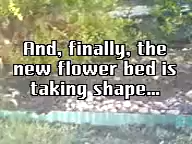 And, finally, the
new flower bed is
taking shape...